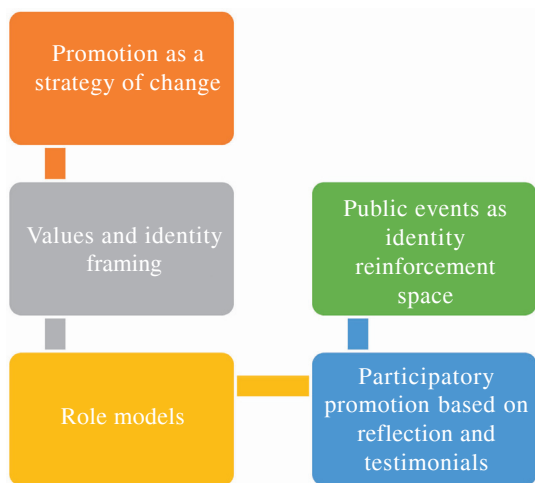 Promotion as a
strategy of change
Values and identity
framing
Role models
Participatory
promotion based on
reflection and
testimonials
Public events as
identity
reinforcement
space